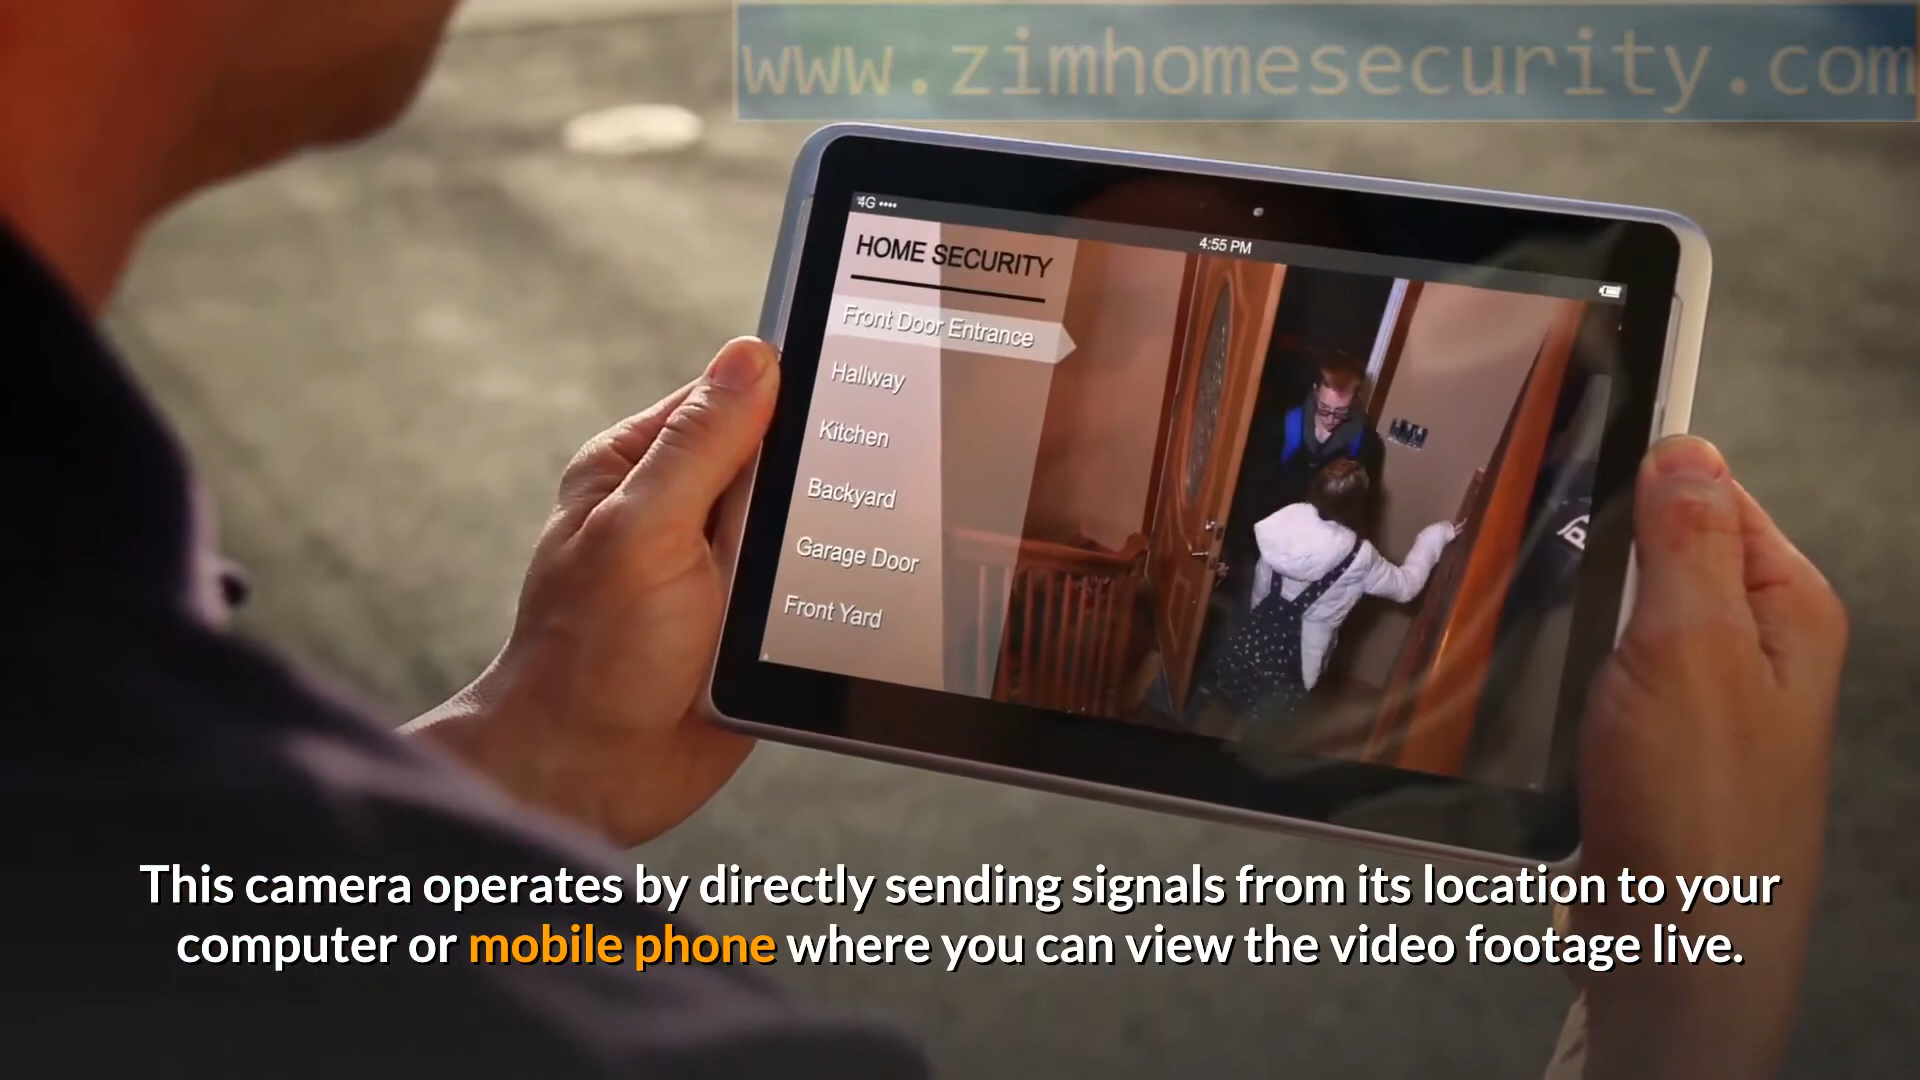 www.zimhomesecurity.com
4G
4:55 PM
HOME SECURITY
Front Door Entrance
Hallway
Kitchen
Backyard
Garage Door
Front Yard
This camera operates by directly sending signals from its location to your
computer or mobile phone where you can view the video footage live.